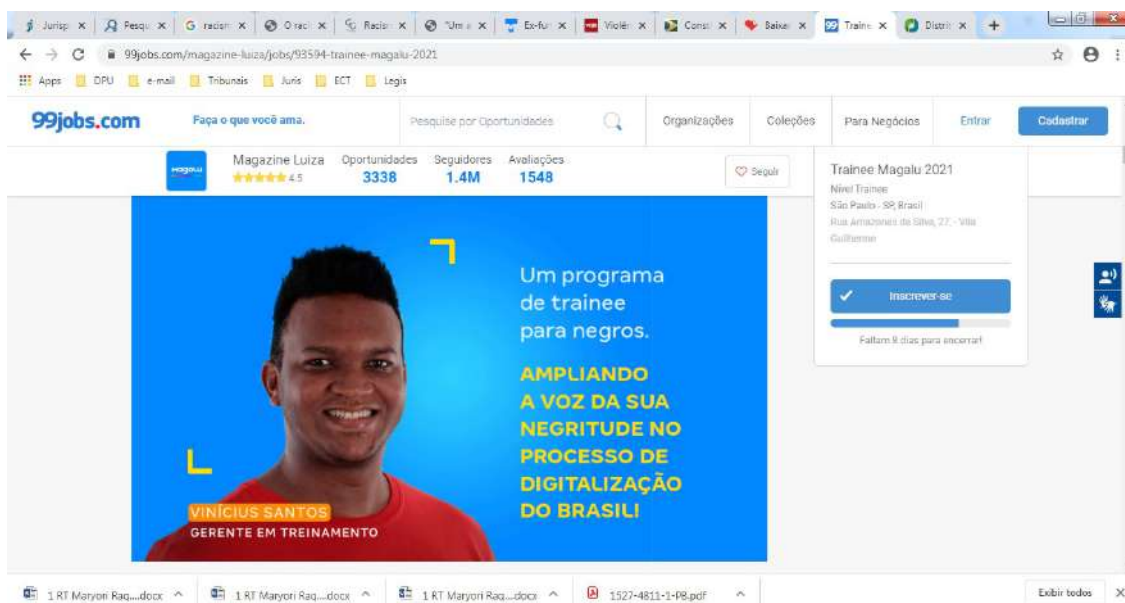 Jurisp
Pesqu
racism
O rac
Racis
"Um a
Ex-fu
Violên
Const
Baixa
Traine
Distrit
99jobs.com/magazine-luiza/jobs/93594-trainee-magalu-2021
Apps DPU e-mail Tribunais Juris ECT Legis
99jobs.com Faça o que você ama. Pesquise por Oportunidades Organizações Coleções Para Negócios Entrar Cadastrar
Magalu
Magazine Luiza Oportunidades Seguidores Avaliações
4.5 3338 1.4M 1548
Seguir
Trainee Magalu 2021
Nível Trainee
São Paulo - SP, Brasil
Rua Amazonas da Silva, 27, - Vila
Guilherme
Inscrever-se
Faltam 9 dias para encerrar!
Um programa
de trainee
para negros.
AMPLIANDO
A VOZ DA SUA
NEGRITUDE NO
PROCESSO DE
DIGITALIZAÇÃO
DO BRASIL!
VINÍCIUS SANTOS
GERENTE EM TREINAMENTO
1 RT Maryori Raq....docx 1 RT Maryori Raq....docx 1 RT Maryori Raq....docx 1527-4811-1-PB.pdf Exibir todos